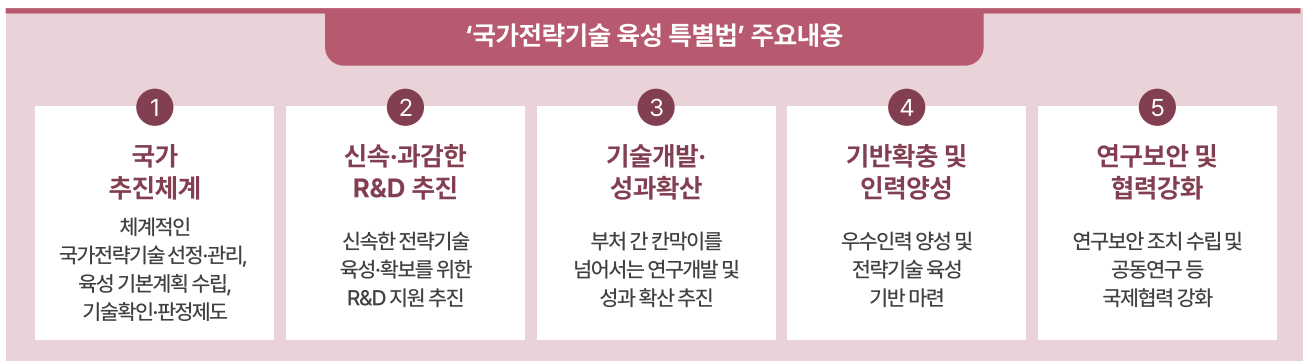 ‘국가전략기술 육성 특별법’ 주요내용
1
국가
추진체계
체계적인
국가전략기술 선정·관리,
육성 기본계획 수립,
기술확인·판정제도
2
신속·과감한
R&D 추진
신속한 전략기술
육성·확보를 위한
R&D 지원 추진
3
기술개발·
성과확산
부처 간 칸막이를
넘어서는 연구개발 및
성과 확산 추진
4
기반확충 및
인력양성
우수인력 양성 및
전략기술 육성
기반 마련
5
연구보안 및
협력강화
연구보안 조치 수립 및
공동연구 등
국제협력 강화